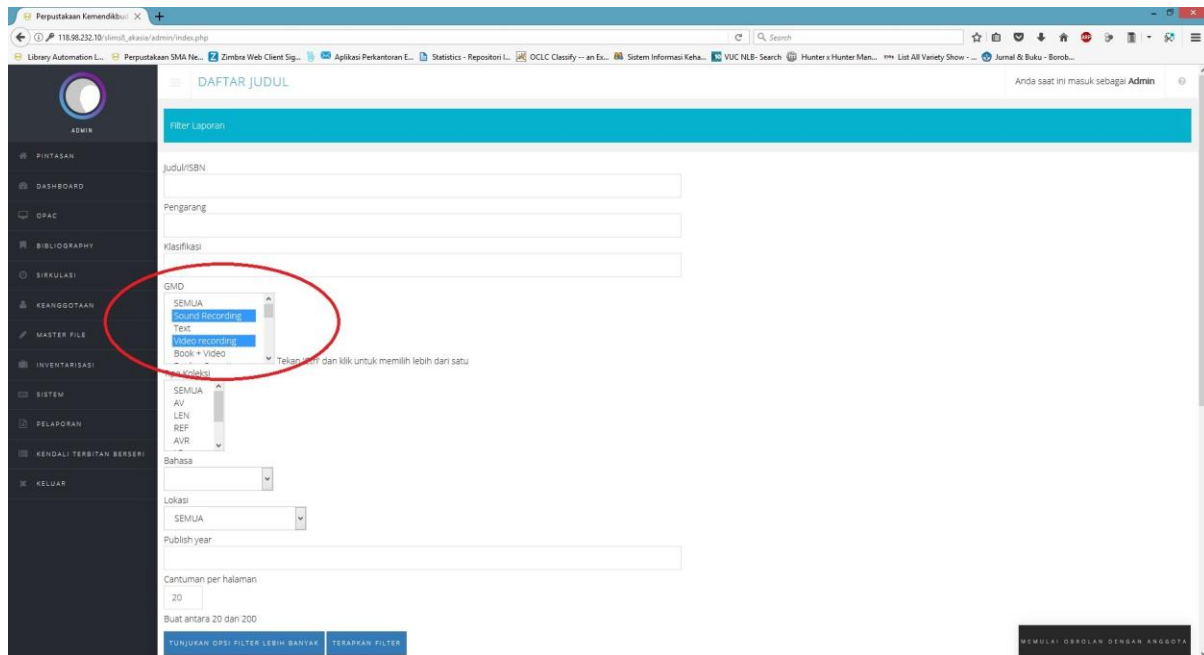 Perpustakaan Kemendikbud
118.98.232.10/slims8_akasia/admin/index.php
Search
Library Automation L... Perpustakaan SMA Ne... Zimbra Web Client Sig... Aplikasi Perkantoran E... Statistics - Repositori I... OCLC Classify -- an Ex... Sistem Informasi Keha... VUC NLB- Search Hunter x Hunter Man... List All Variety Show - ... Jurnal & Buku - Borob...
ADMIN
PINTASAN
DASHBOARD
OPAC
BIBLIOGRAPHY
SIRKULASI
KEANGGOTAAN
MASTER FILE
INVENTARISASI
SISTEM
PELAPORAN
KENDALI TERBITAN BERSERI
KELUAR
DAFTAR JUDUL
Anda saat ini masuk sebagai Admin
Filter Laporan
Judul/ISBN
Pengarang
Klasifikasi
GMD
SEMUA
Sound Recording
Text
Video recording
Book + Video
Tekan 'Ctrl' dan klik untuk memilih lebih dari satu
Tipe Koleksi
SEMUA
AV
LEN
REF
AVR
Bahasa
Lokasi
SEMUA
Publish year
Cantuman per halaman
20
Buat antara 20 dan 200
TUNJUKAN OPSI FILTER LEBIH BANYAK TERAPKAN FILTER
MEMULAI OBROLAN DENGAN ANGGOTA